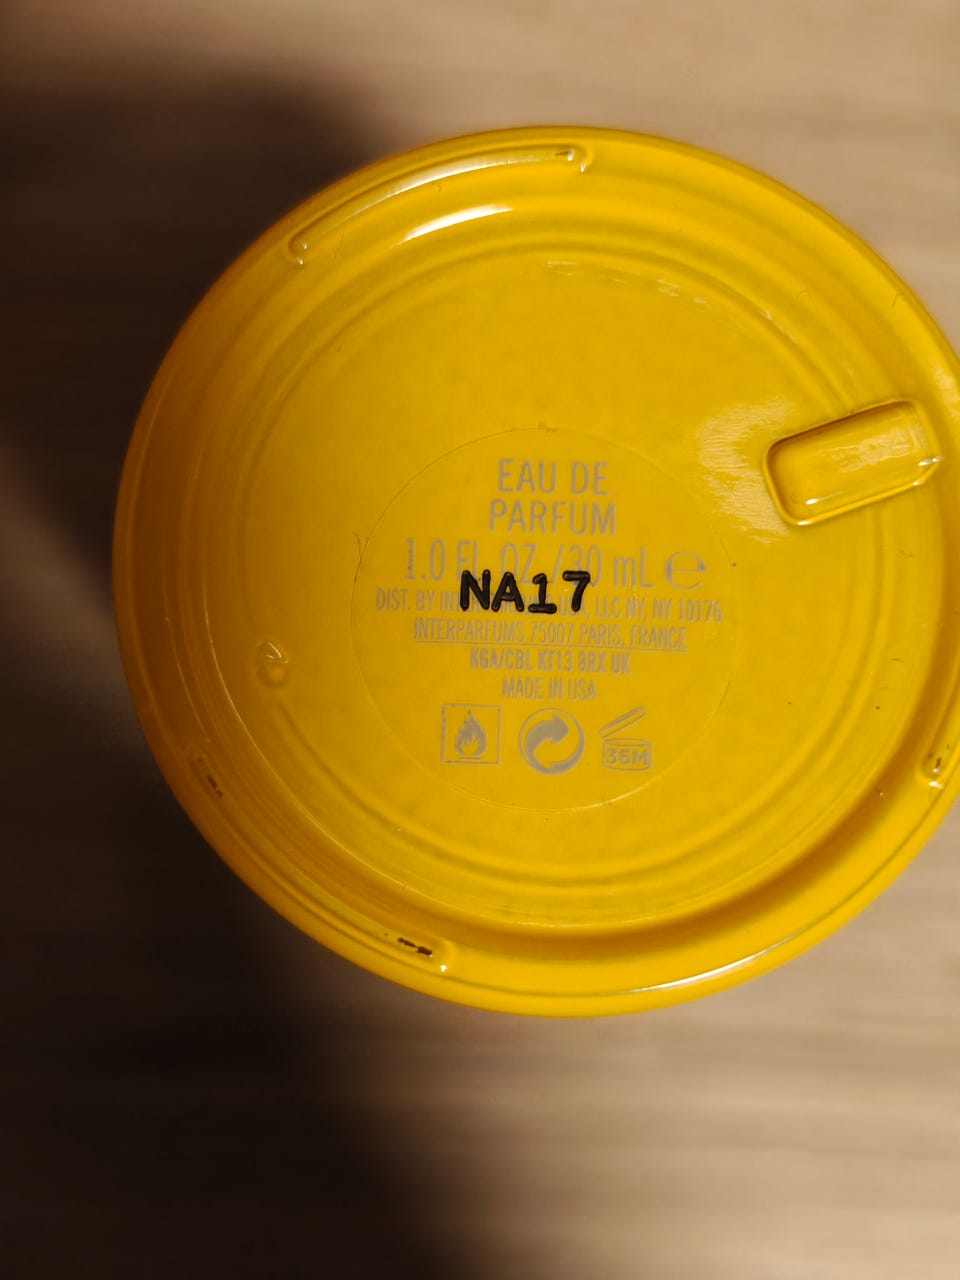 EAU DE
PARFUM
1.0 FL. OZ./30 mL ℮
NA17
DIST. BY LLC NY, NY 10176
INTERPARFUMS 75007 PARIS, FRANCE
KGA/CBL KT13 8RX UK
MADE IN USA
36M